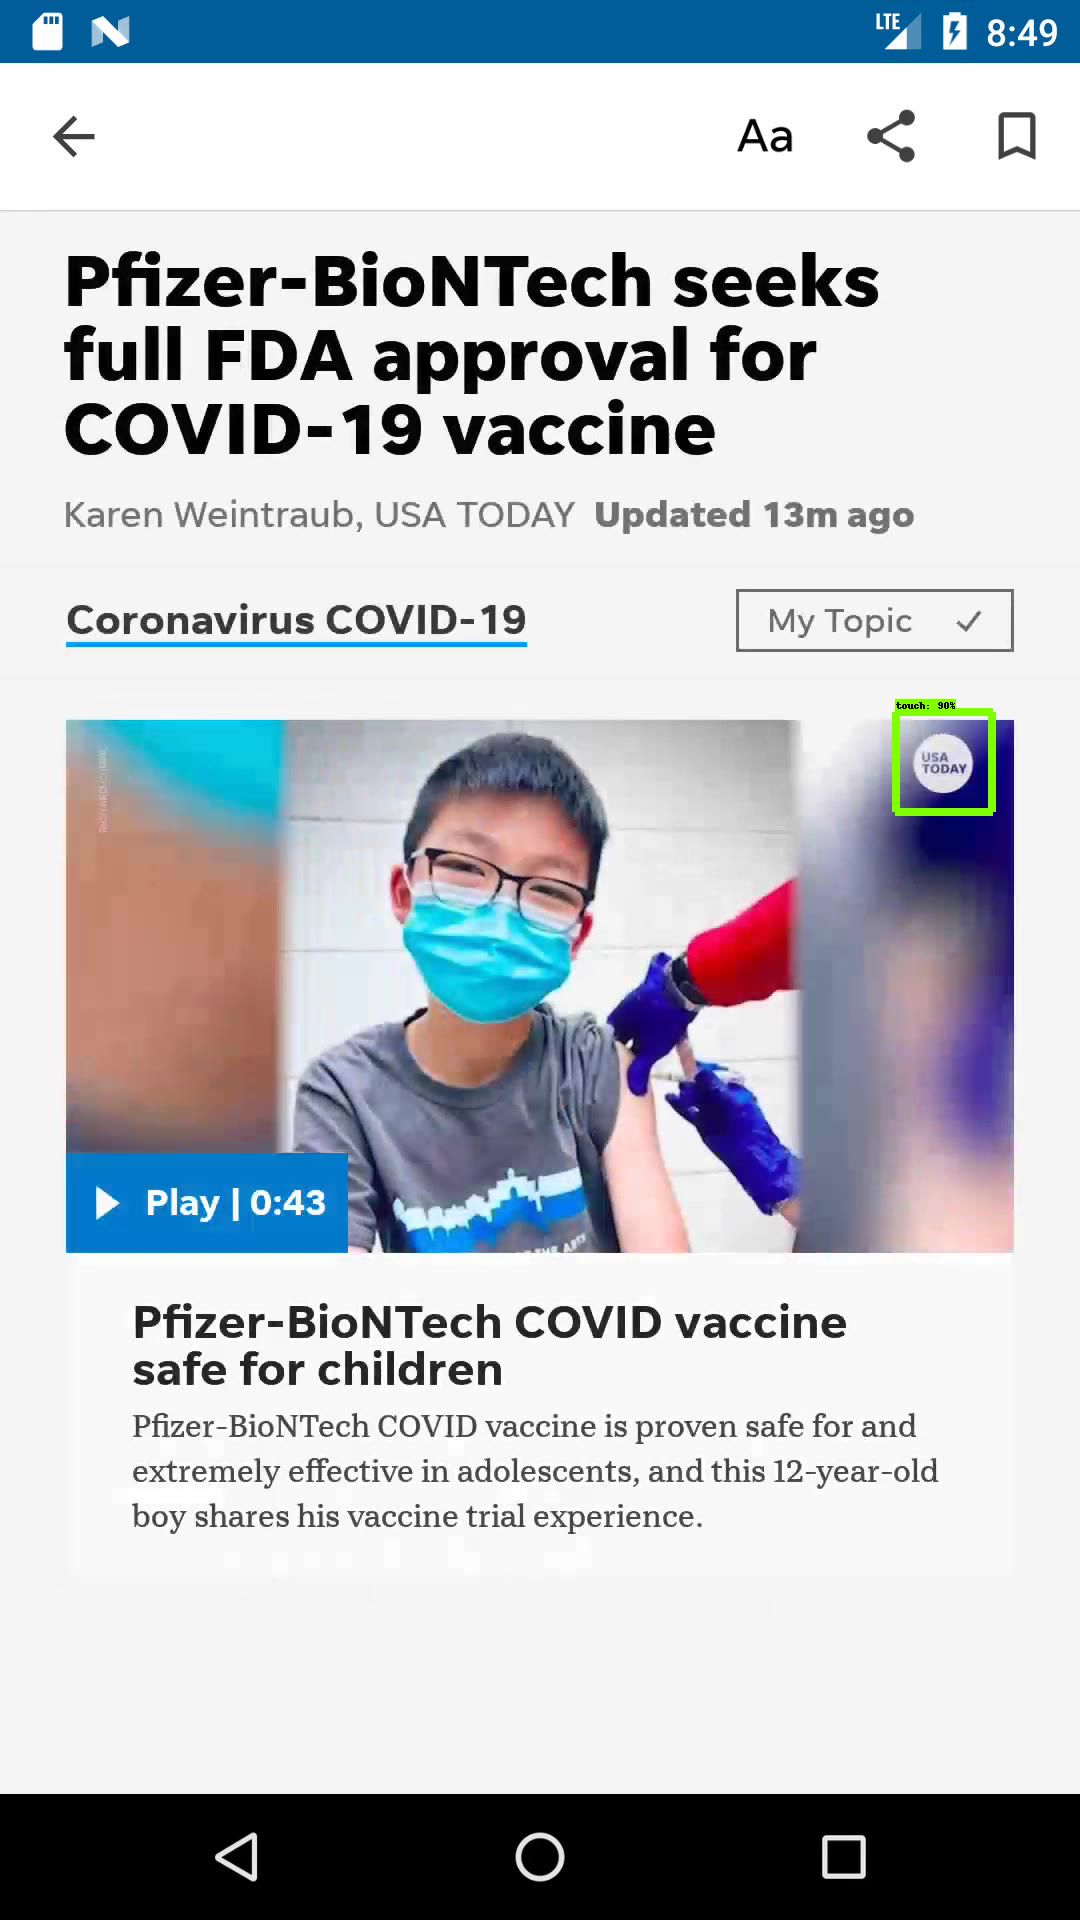 LTE 8:49
Aa
Pfizer-BioNTech seeks
full FDA approval for
COVID-19 vaccine
Karen Weintraub, USA TODAY Updated 13m ago
Coronavirus COVID-19
My Topic
touch: 90%
USA
TODAY
Play | 0:43
Pfizer-BioNTech COVID vaccine
safe for children
Pfizer-BioNTech COVID vaccine is proven safe for and
extremely effective in adolescents, and this 12-year-old
boy shares his vaccine trial experience.